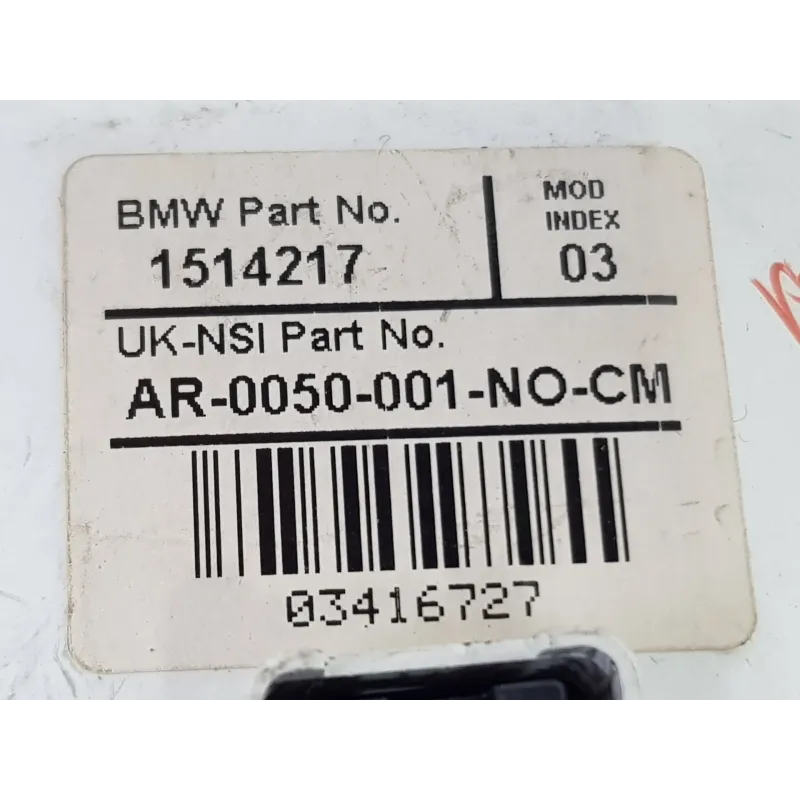 BMW Part No.
1514217
MOD
INDEX
03
UK-NSI Part No.
AR-0050-001-NO-CM
03416727